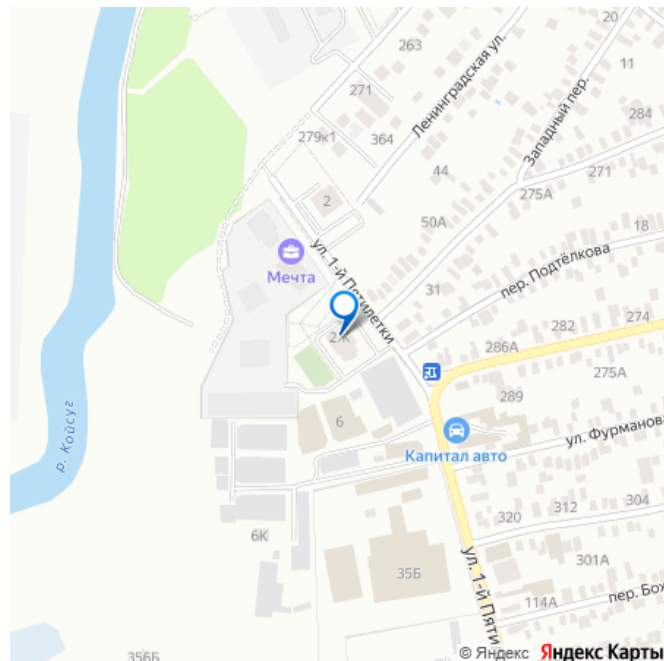 20
263
Ленинградская ул.
11
271
Западный пер.
284
279к1
364
44
271
275А
2
50А
18
ул. 1-й Пятилетки
Мечта
пер. Подтёлкова
31
2Ж
274
282
286А
275А
289
р. Койсуг
6
Капитал авто
ул. Фурманова
304
312
320
6К
301А
35Б
ул. 1-й Пяти
114А
пер. Бож
356Б
© Яндекс Яндекс Карты